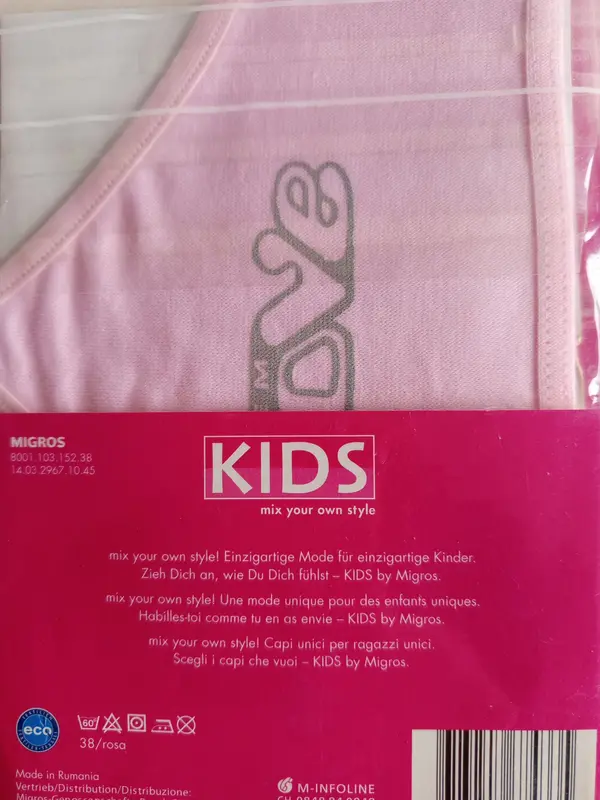 MIGROS
8001.103.152.38
14.03.2967.10.45
KIDS
mix your own style
mix your own style! Einzigartige Mode für einzigartige Kinder.
Zieh Dich an, wie Du Dich fühlst – KIDS by Migros.
mix your own style! Une mode unique pour des enfants uniques.
Habilles-toi comme tu en as envie – KIDS by Migros.
mix your own style! Capi unici per ragazzi unici.
Scegli i capi che vuoi – KIDS by Migros.
eco
60°
38/rosa
Made in Rumania
Vertrieb/Distribution/Distribuzione:
M-INFOLINE